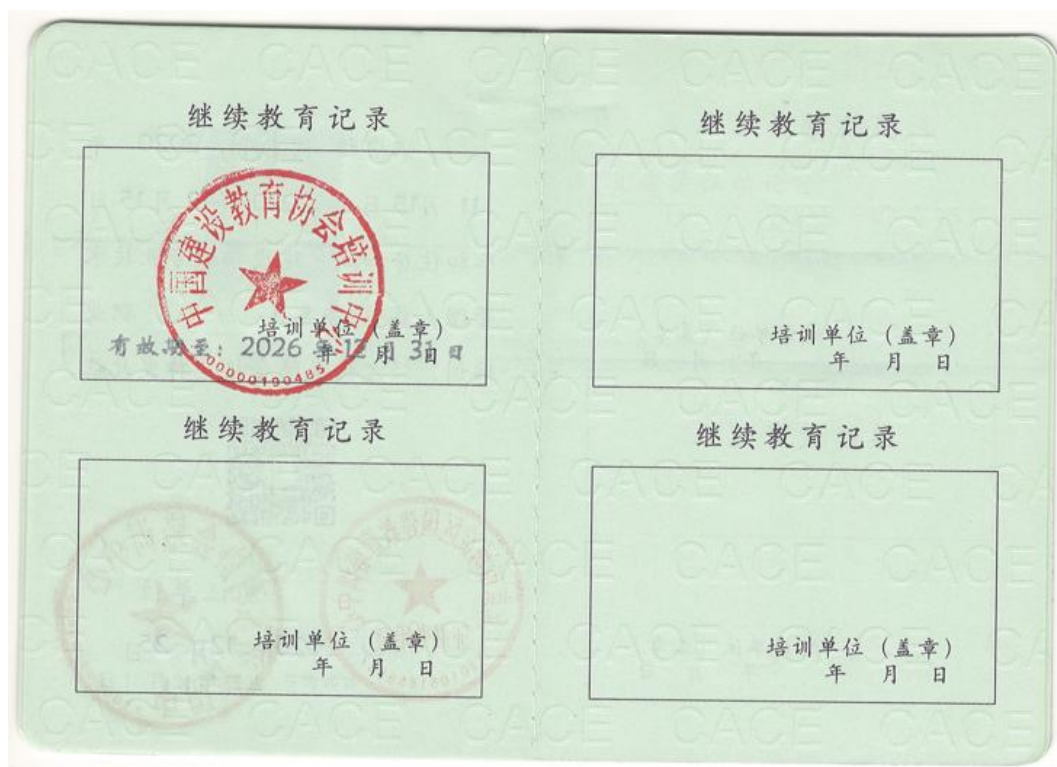 继续教育记录
中国建设教育协会培训中心
培训单位（盖章）
年 月 日
有效期至：2026 年 12 月 31 日
继续教育记录
培训单位（盖章）
年 月 日
继续教育记录
培训单位（盖章）
年 月 日
继续教育记录
培训单位（盖章）
年 月 日